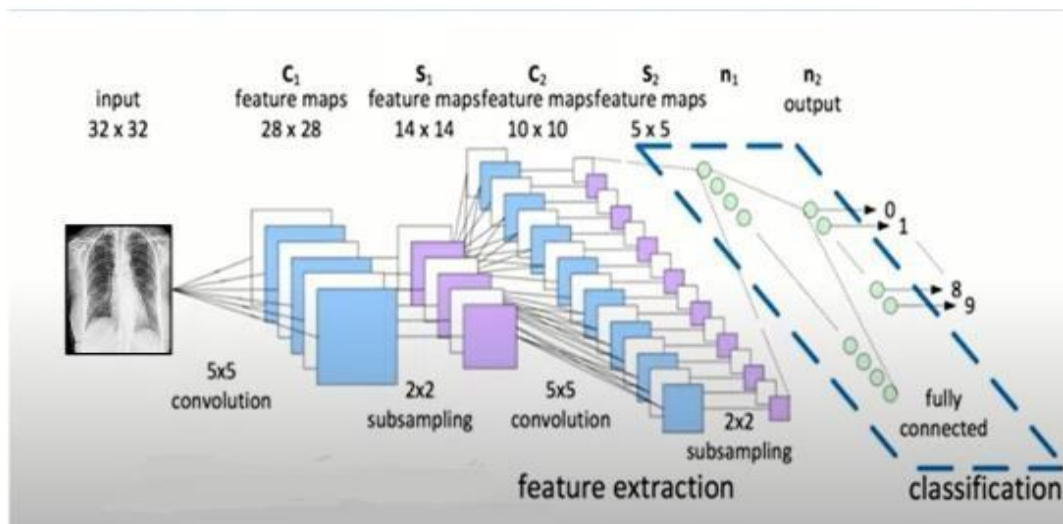 input
32 x 32
C₁
feature maps
28 x 28
S₁
feature maps
14 x 14
C₂
feature maps
10 x 10
S₂
feature maps
5 x 5
n₁
n₂
output
0
1
8
9
5x5
convolution
2x2
subsampling
5x5
convolution
2x2
subsampling
fully
connected
feature extraction
classification